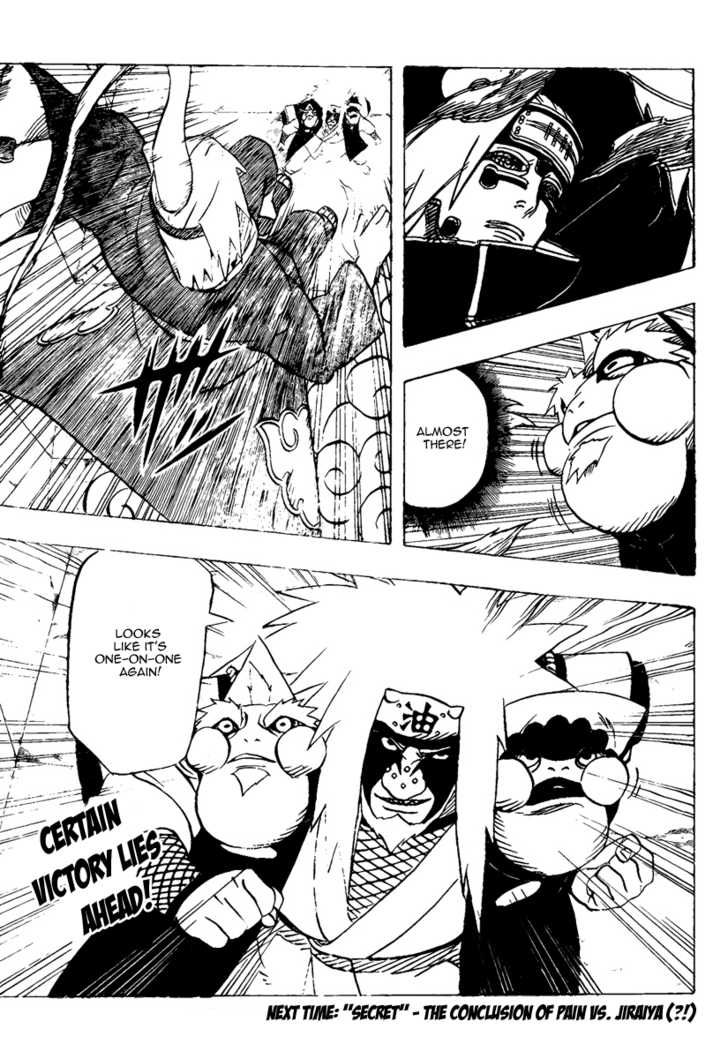 ALMOST
THERE!
LOOKS
LIKE IT'S
ONE-ON-ONE
AGAIN!
油
CERTAIN
VICTORY LIES
AHEAD!
NEXT TIME: "SECRET" - THE CONCLUSION OF PAIN VS. JIRAIYA (?!)